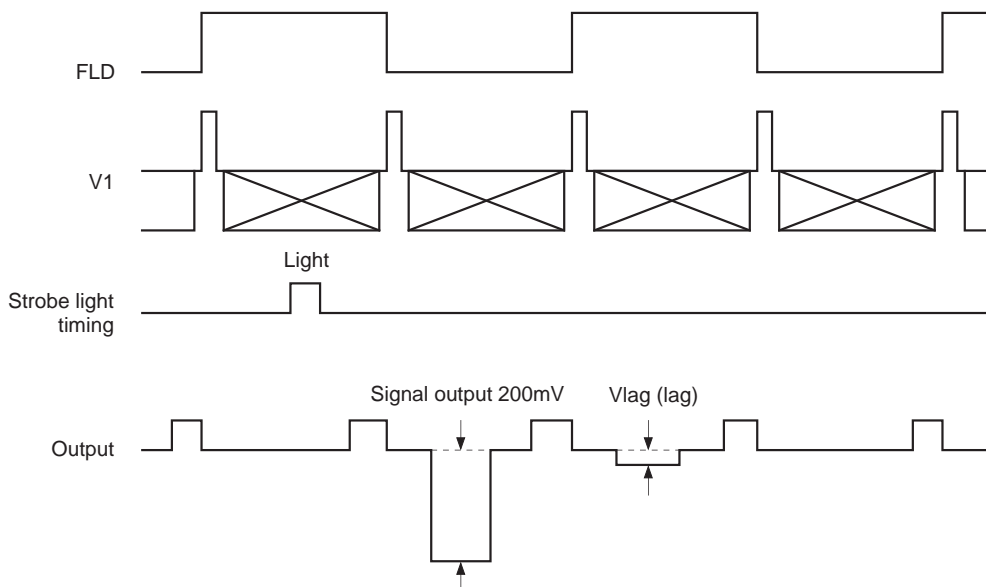 FLD
V1
Light
Strobe light
timing
Signal output 200mV
Vlag (lag)
Output